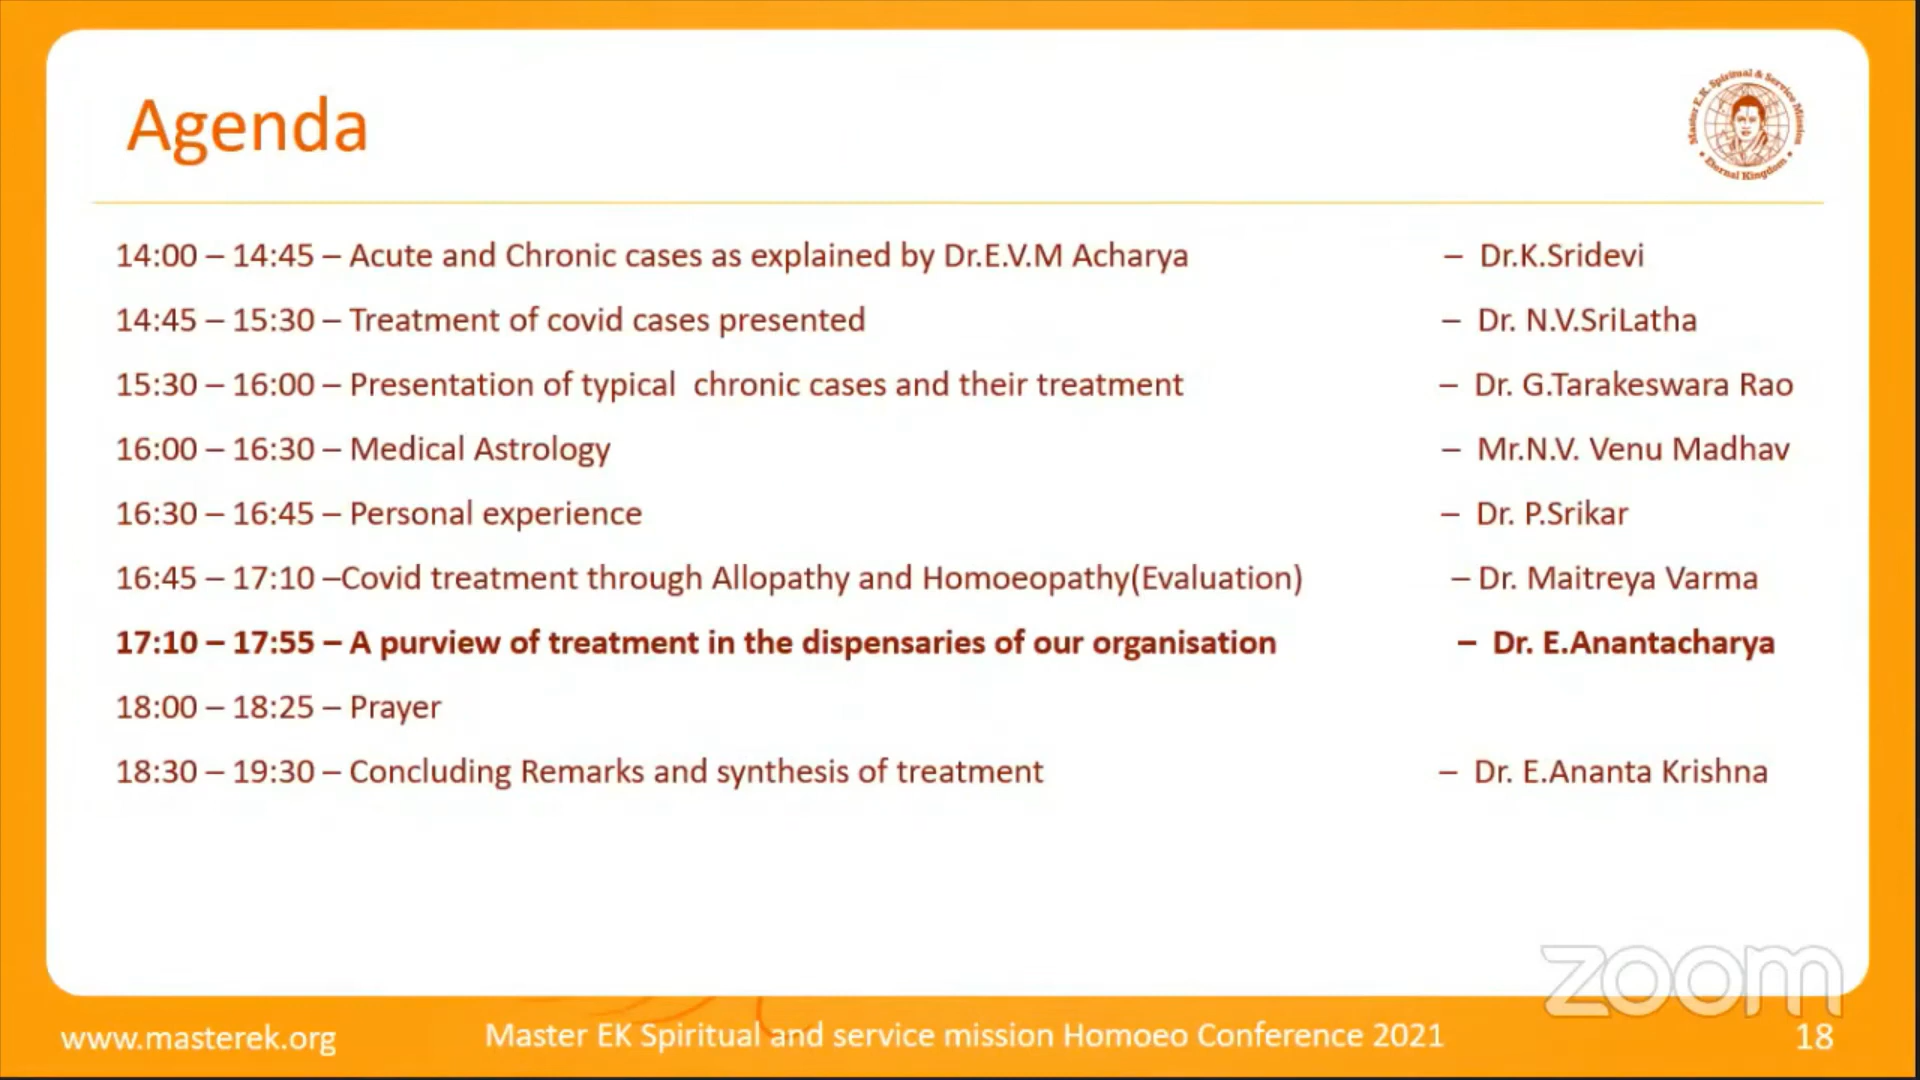 Agenda
Master E.K. Spiritual & Service Mission
• Eternal Kingdom •
14:00 – 14:45 – Acute and Chronic cases as explained by Dr.E.V.M Acharya – Dr.K.Sridevi
14:45 – 15:30 – Treatment of covid cases presented – Dr. N.V.SriLatha
15:30 – 16:00 – Presentation of typical chronic cases and their treatment – Dr. G.Tarakeswara Rao
16:00 – 16:30 – Medical Astrology – Mr.N.V. Venu Madhav
16:30 – 16:45 – Personal experience – Dr. P.Srikar
16:45 – 17:10 –Covid treatment through Allopathy and Homoeopathy(Evaluation) – Dr. Maitreya Varma
17:10 – 17:55 – A purview of treatment in the dispensaries of our organisation – Dr. E.Anantacharya
18:00 – 18:25 – Prayer
18:30 – 19:30 – Concluding Remarks and synthesis of treatment – Dr. E.Ananta Krishna
zoom
www.masterek.org Master EK Spiritual and service mission Homoeo Conference 2021 18